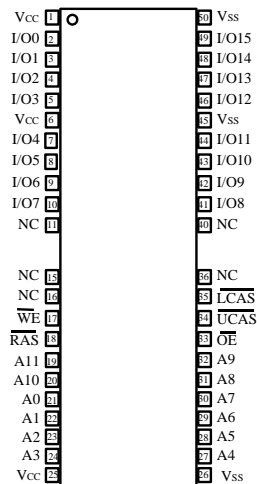 Vcc 1 50 Vss
I/O0 2 49 I/O15
I/O1 3 48 I/O14
I/O2 4 47 I/O13
I/O3 5 46 I/O12
Vcc 6 45 Vss
I/O4 7 44 I/O11
I/O5 8 43 I/O10
I/O6 9 42 I/O9
I/O7 10 41 I/O8
NC 11 40 NC
NC 15 36 NC
NC 16 35 LCAS
WE 17 34 UCAS
RAS 18 33 OE
A11 19 32 A9
A10 20 31 A8
A0 21 30 A7
A1 22 29 A6
A2 23 28 A5
A3 24 27 A4
Vcc 25 26 Vss